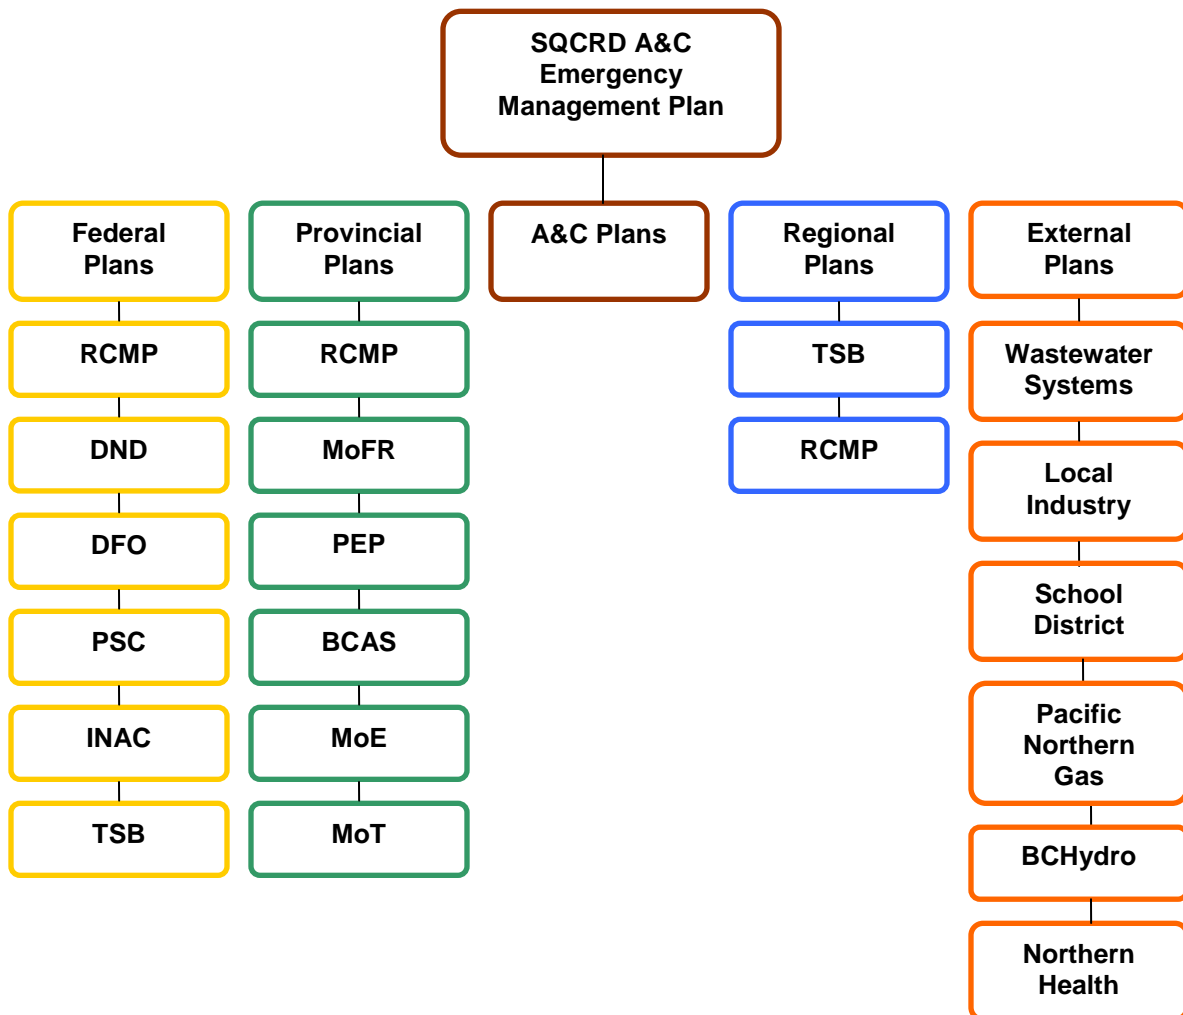 SQCRD A&C
Emergency
Management Plan
Federal
Plans
RCMP
DND
DFO
PSC
INAC
TSB
Provincial
Plans
RCMP
MoFR
PEP
BCAS
MoE
MoT
A&C Plans
Regional
Plans
TSB
RCMP
External
Plans
Wastewater
Systems
Local
Industry
School
District
Pacific
Northern
Gas
BCHydro
Northern
Health